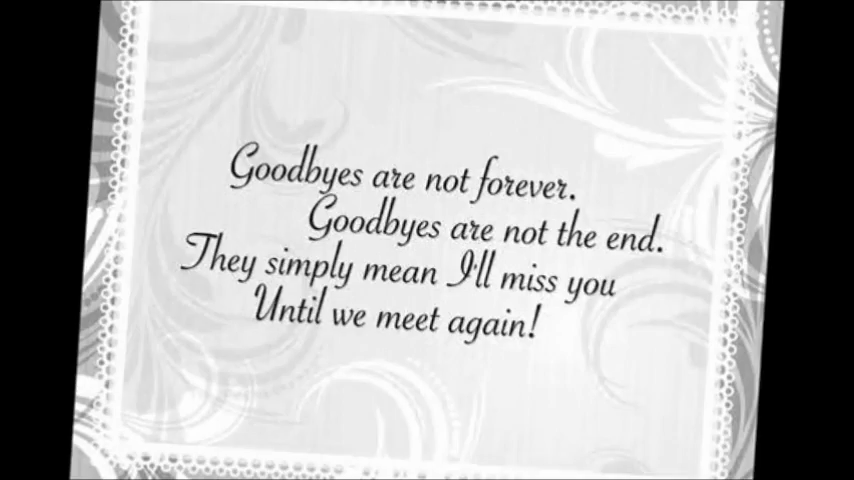 Goodbyes are not forever.
Goodbyes are not the end.
They simply mean I'll miss you
Until we meet again!